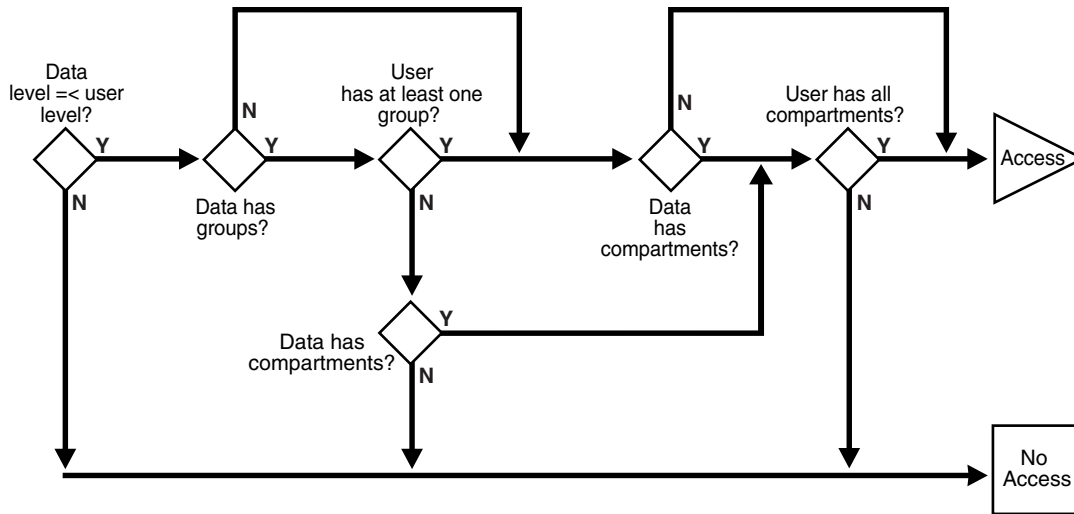 Data
level =< user
level?
Y
N
N
Y
Data has
groups?
User
has at least one
group?
Y
N
Data has
compartments?
Y
N
N
Y
Data
has
compartments?
User has all
compartments?
Y
N
Access
No
Access